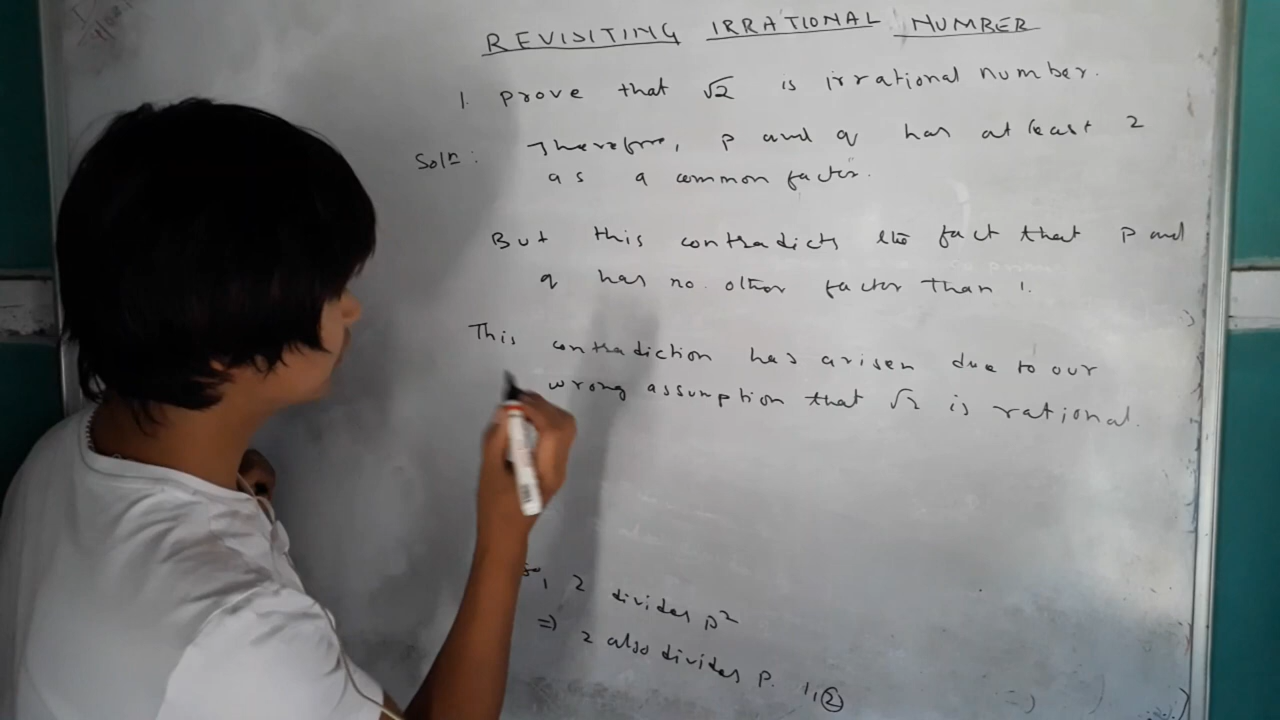 REVISITING IRRATIONAL NUMBER
1. Prove that √2 is irrational number.
Soln: Therefore, p and q has at least 2
as a common factor.
But this contradicts the fact that p and
q has no other factor than 1.
This contradiction has arisen due to our
wrong assumption that √2 is rational.
So, 2 divides p²
⇒ 2 also divides p. ②